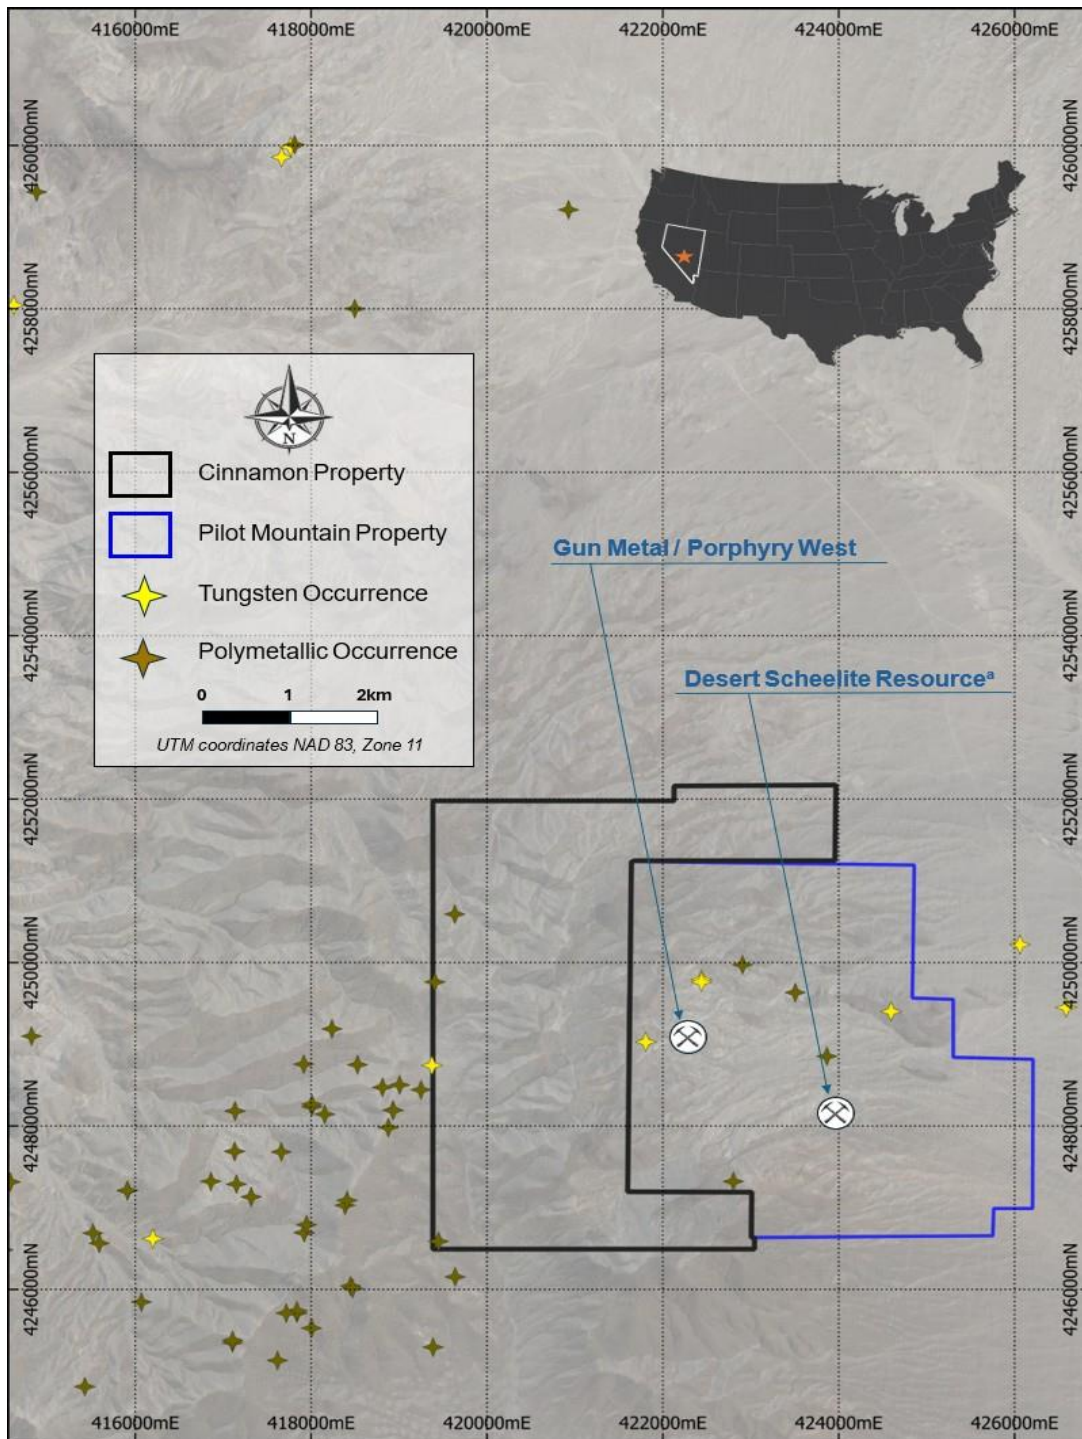 416000mE 418000mE 420000mE 422000mE 424000mE 426000mE
4260000mN 4260000mN
4258000mN 4258000mN
N
Cinnamon Property
Pilot Mountain Property
Tungsten Occurrence
Polymetallic Occurrence
0 1 2km
UTM coordinates NAD 83, Zone 11
4256000mN 4256000mN
Gun Metal / Porphyry West
4254000mN 4254000mN
Desert Scheelite Resourceᵃ
4252000mN 4252000mN
4250000mN 4250000mN
4248000mN 4248000mN
4246000mN 4246000mN
416000mE 418000mE 420000mE 422000mE 424000mE 426000mE